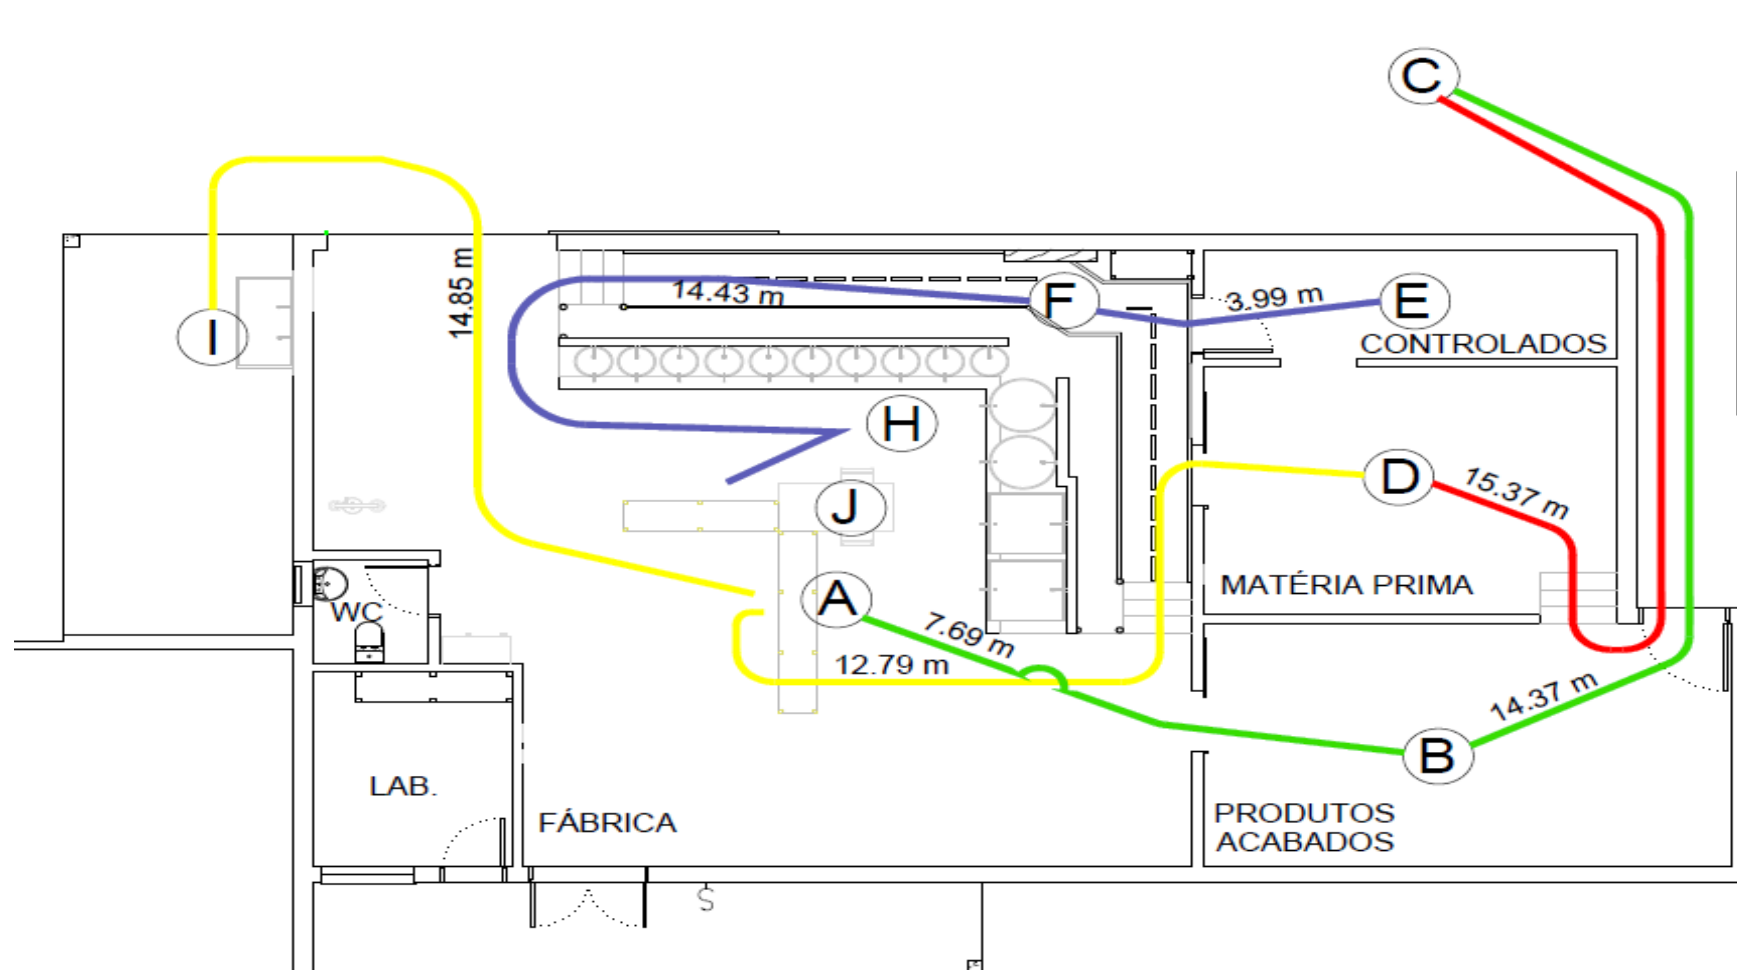 C
14.85 m
14.43 m
F
3.99 m
E
I
CONTROLADOS
H
D
15.37 m
J
MATÉRIA PRIMA
A
WC
7.69 m
12.79 m
14.37 m
B
LAB.
FÁBRICA
PRODUTOS
ACABADOS
S